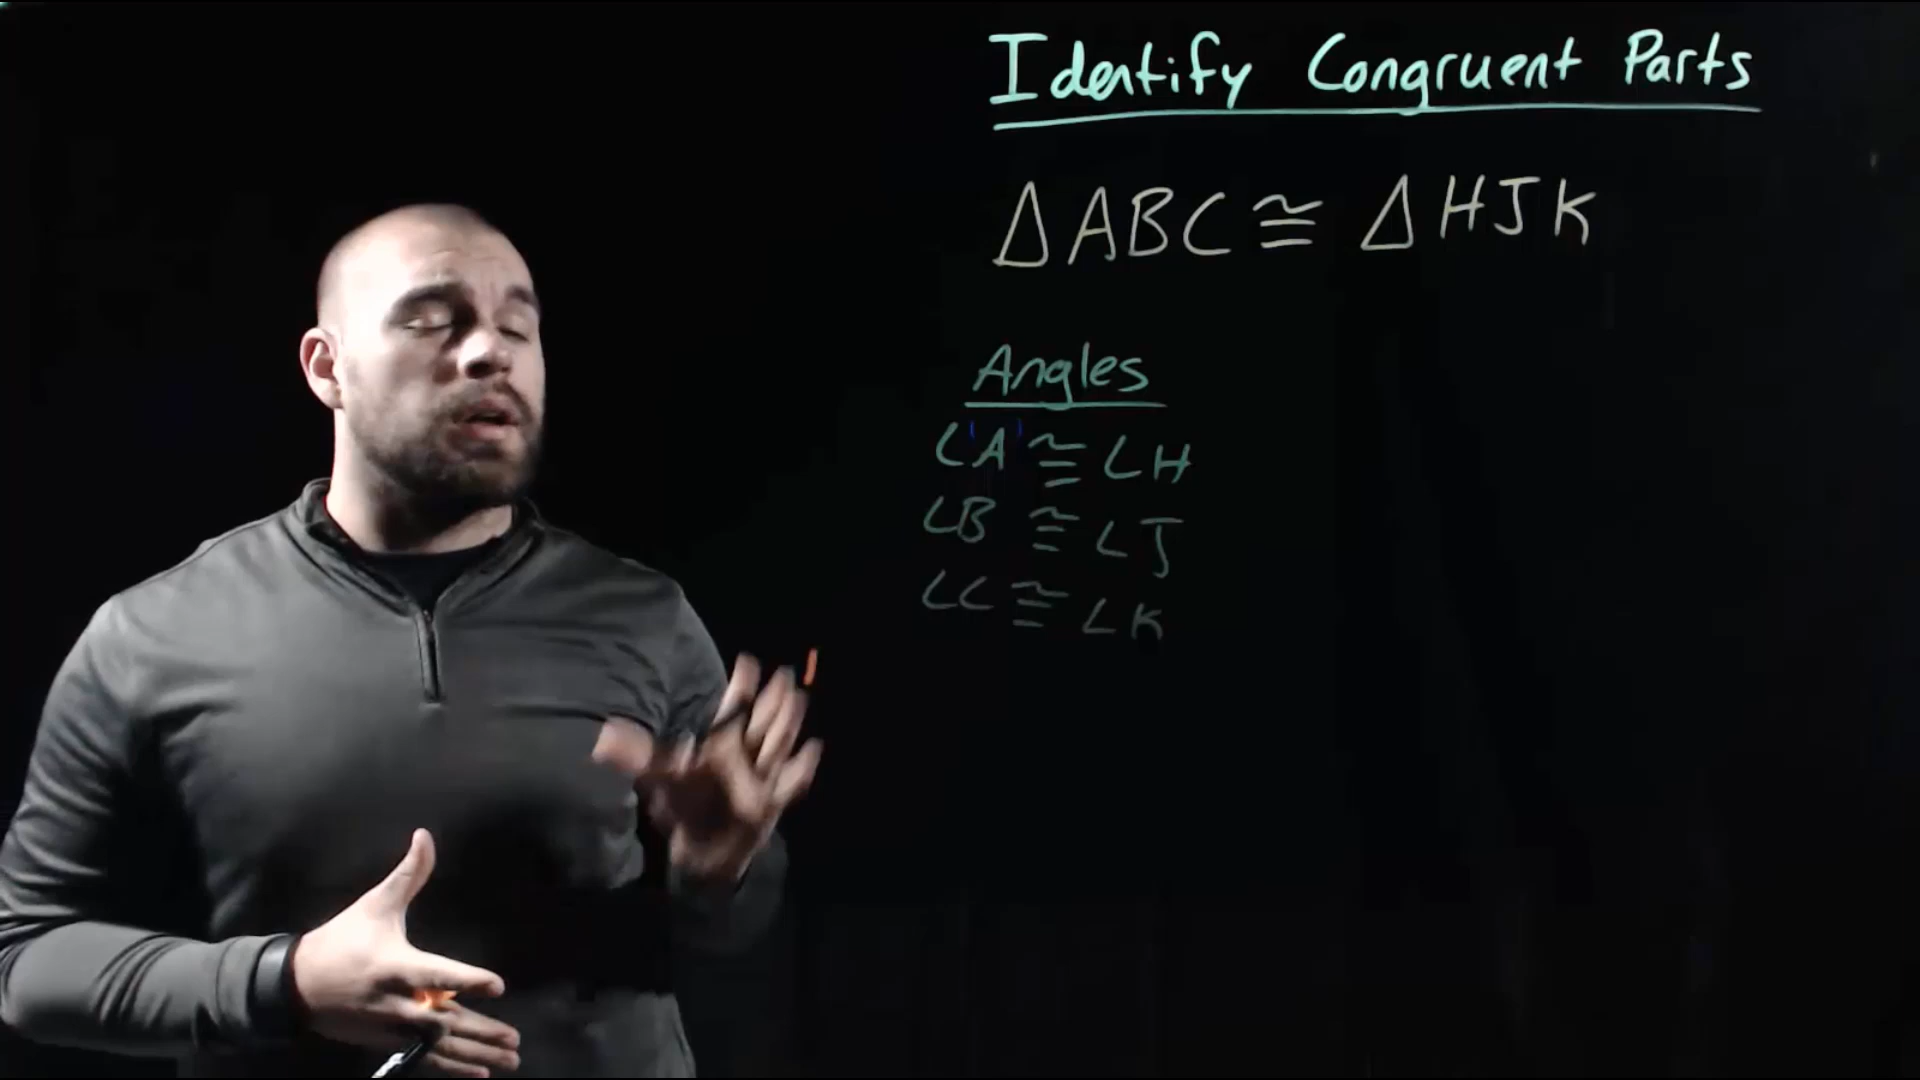 Identify Congruent Parts
ΔABC ≅ ΔHJK
Angles
∠A ≅ ∠H
∠B ≅ ∠J
∠C ≅ ∠K